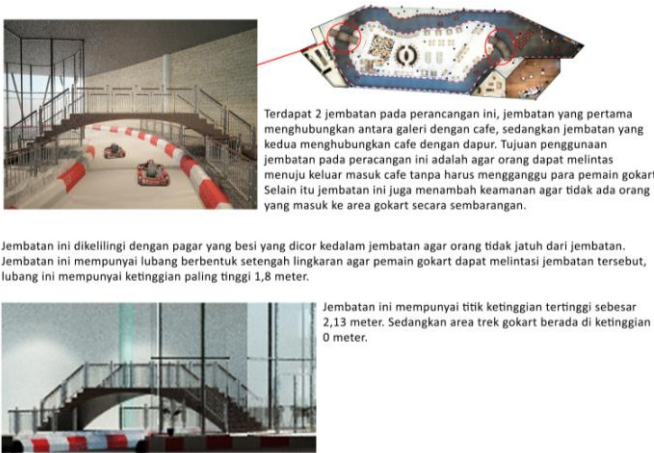 Terdapat 2 jembatan pada perancangan ini, jembatan yang pertama
menghubungkan antara galeri dengan cafe, sedangkan jembatan yang
kedua menghubungkan cafe dengan dapur. Tujuan penggunaan
jembatan pada peracangan ini adalah agar orang dapat melintas
menuju keluar masuk cafe tanpa harus mengganggu para pemain gokart
Selain itu jembatan ini juga menambah keamanan agar tidak ada orang
yang masuk ke area gokart secara sembarangan.
Jembatan ini dikelilingi dengan pagar yang besi yang dicor kedalam jembatan agar orang tidak jatuh dari jembatan.
Jembatan ini mempunyai lubang berbentuk setengah lingkaran agar pemain gokart dapat melintasi jembatan tersebut,
lubang ini mempunyai ketinggian paling tinggi 1,8 meter.
Jembatan ini mempunyai titik ketinggian tertinggi sebesar
2,13 meter. Sedangkan area trek gokart berada di ketinggian
0 meter.